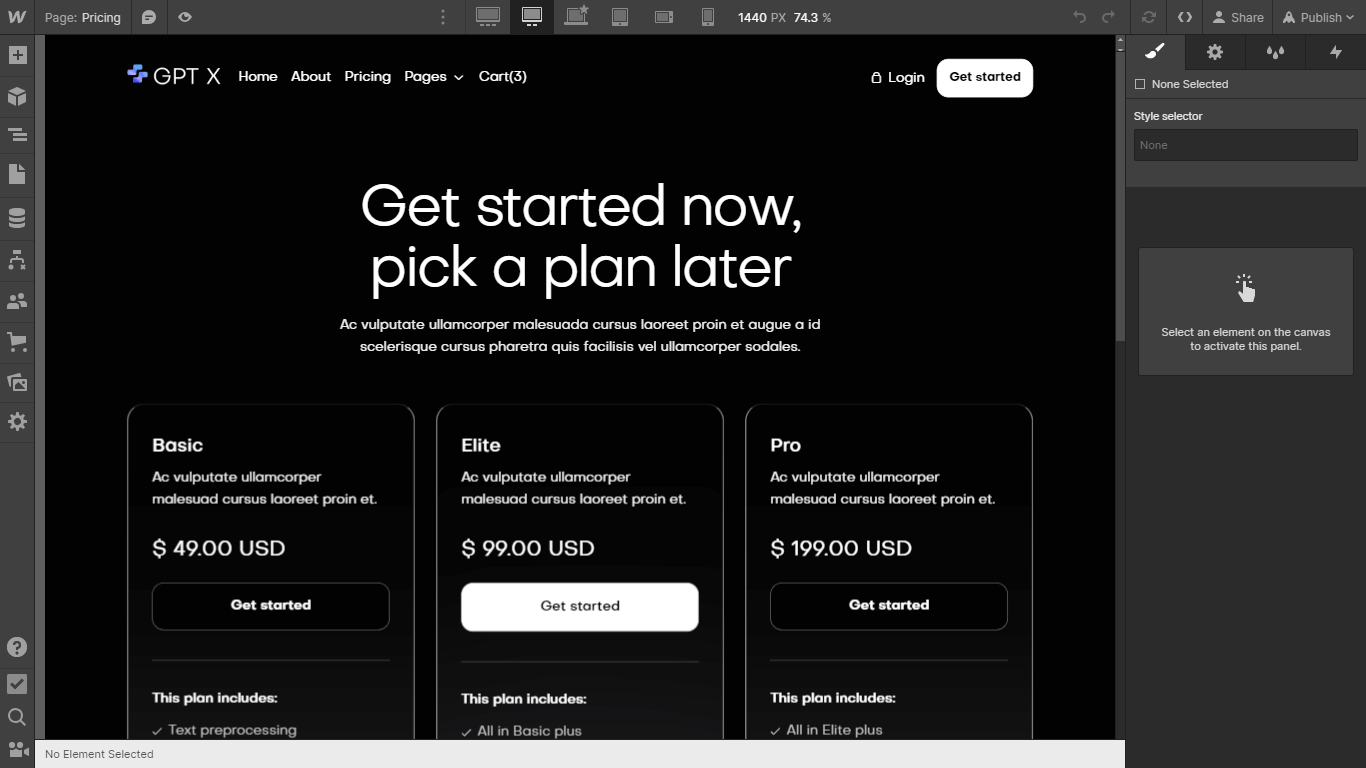 Page: Pricing
1440 PX 74.3 %
Share
Publish
GPT X
Home
About
Pricing
Pages
Cart(3)
Login
Get started
None Selected
Style selector
None
Select an element on the canvas
to activate this panel.
Get started now,
pick a plan later
Ac vulputate ullamcorper malesuada cursus laoreet proin et augue a id
scelerisque cursus pharetra quis facilisis vel ullamcorper sodales.
Basic
Ac vulputate ullamcorper
malesuad cursus laoreet proin et.
$ 49.00 USD
Get started
This plan includes:
Text preprocessing
Elite
Ac vulputate ullamcorper
malesuad cursus laoreet proin et.
$ 99.00 USD
Get started
This plan includes:
All in Basic plus
Pro
Ac vulputate ullamcorper
malesuad cursus laoreet proin et.
$ 199.00 USD
Get started
This plan includes:
All in Elite plus
No Element Selected